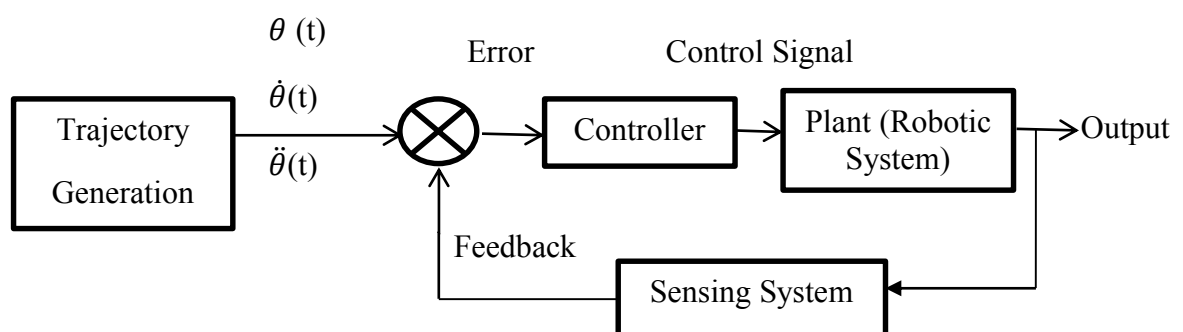 θ (t)
Error
Control Signal
θ̇(t)
Trajectory
Generation
θ̈(t)
Controller
Plant (Robotic
System)
Output
Feedback
Sensing System